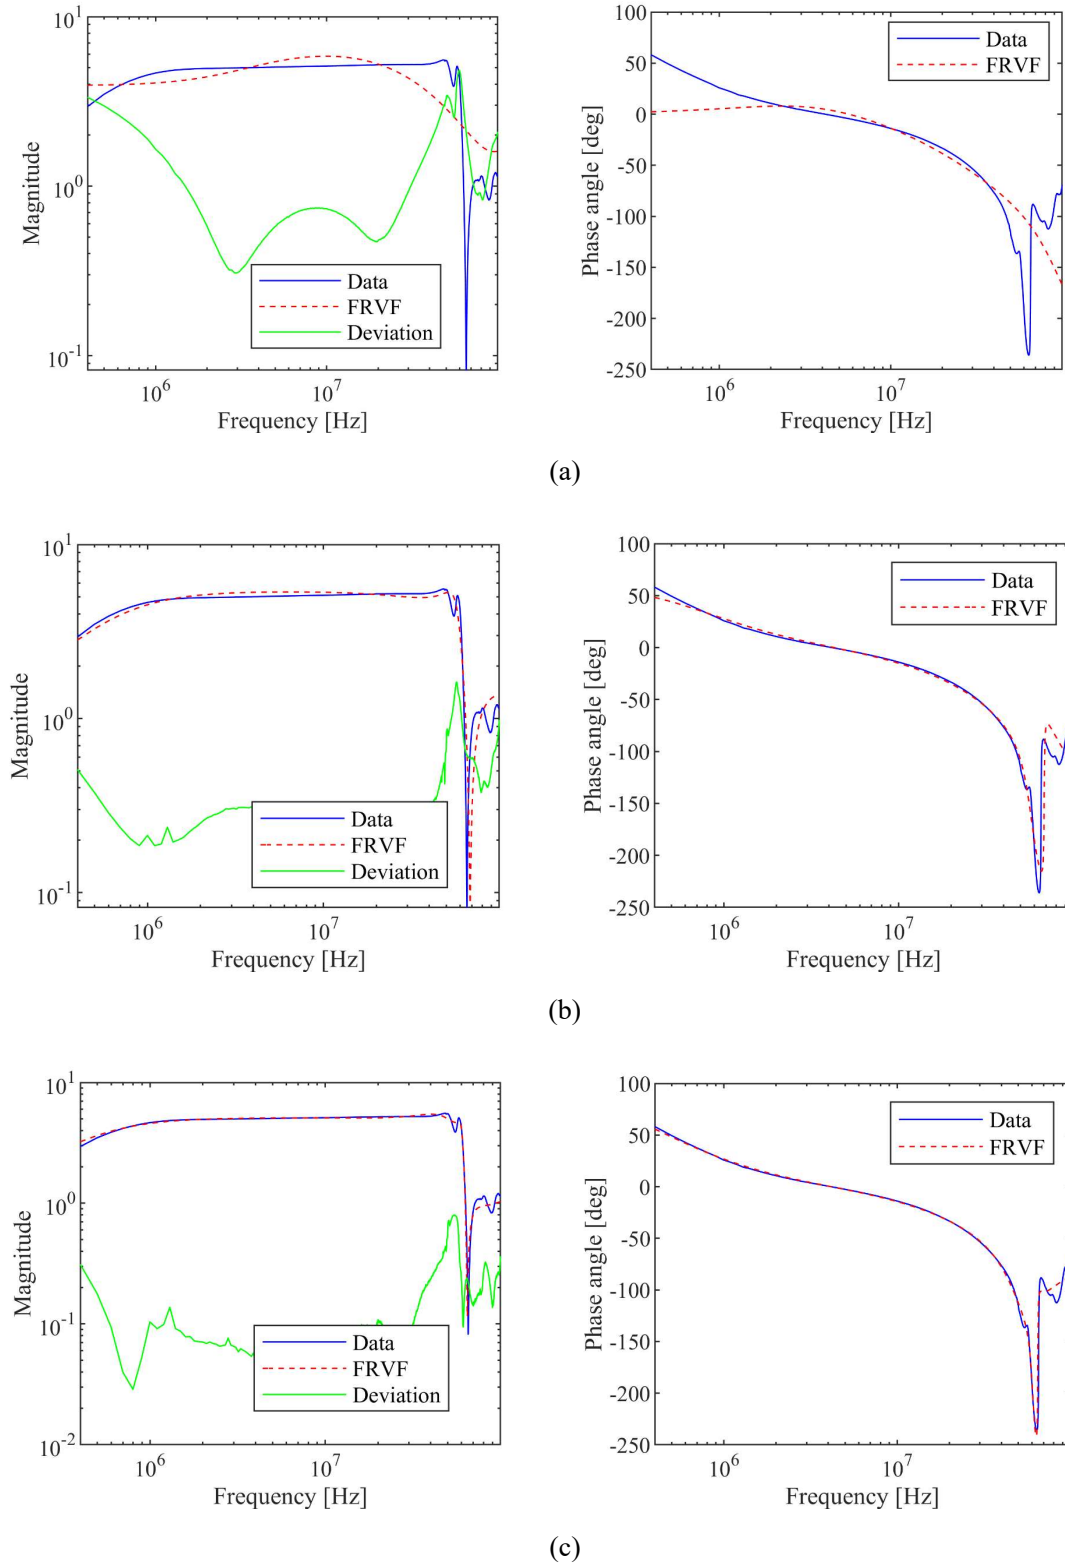 10^1
10^0
10^-1
Magnitude
Data
FRVF
Deviation
10^6
10^7
Frequency [Hz]
100
50
0
-50
-100
-150
-200
-250
Phase angle [deg]
Data
FRVF
10^6
10^7
Frequency [Hz]
(a)
10^1
10^0
10^-1
Magnitude
Data
FRVF
Deviation
10^6
10^7
Frequency [Hz]
100
50
0
-50
-100
-150
-200
-250
Phase angle [deg]
Data
FRVF
10^6
10^7
Frequency [Hz]
(b)
10^1
10^0
10^-1
10^-2
Magnitude
Data
FRVF
Deviation
10^6
10^7
Frequency [Hz]
100
50
0
-50
-100
-150
-200
-250
Phase angle [deg]
Data
FRVF
10^6
10^7
Frequency [Hz]
(c)